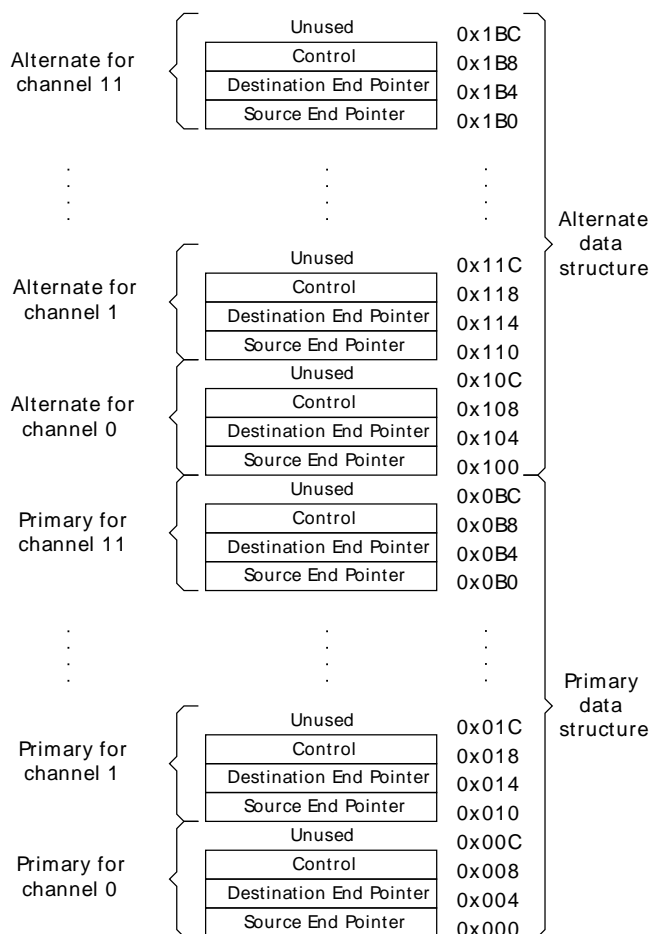 Unused 0x1BC
Alternate for channel 11
Control 0x1B8
Destination End Pointer 0x1B4
Source End Pointer 0x1B0
Alternate data structure
Unused 0x11C
Alternate for channel 1
Control 0x118
Destination End Pointer 0x114
Source End Pointer 0x110
Unused 0x10C
Alternate for channel 0
Control 0x108
Destination End Pointer 0x104
Source End Pointer 0x100
Unused 0x0BC
Primary for channel 11
Control 0x0B8
Destination End Pointer 0x0B4
Source End Pointer 0x0B0
Primary data structure
Unused 0x01C
Primary for channel 1
Control 0x018
Destination End Pointer 0x014
Source End Pointer 0x010
Unused 0x00C
Primary for channel 0
Control 0x008
Destination End Pointer 0x004
Source End Pointer 0x000